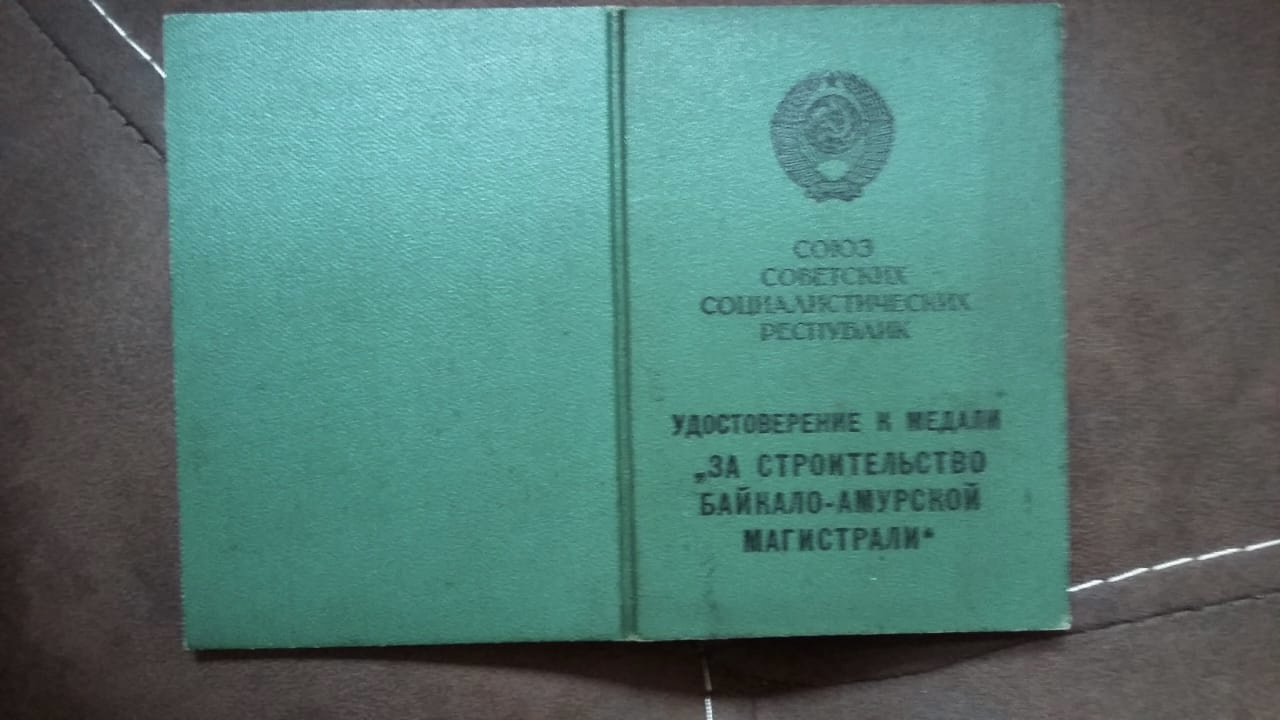 СОЮЗ
СОВЕТСКИХ
СОЦИАЛИСТИЧЕСКИХ
РЕСПУБЛИК
УДОСТОВЕРЕНИЕ К МЕДАЛИ
„ЗА СТРОИТЕЛЬСТВО
БАЙКАЛО-АМУРСКОЙ
МАГИСТРАЛИ“